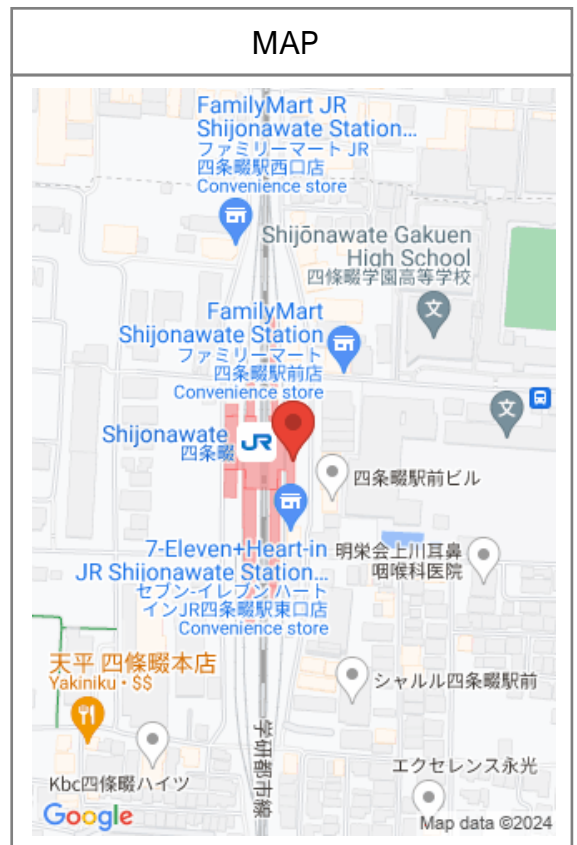 MAP
FamilyMart JR
Shijonawate Station...
ファミリーマート JR
四条畷駅西口店
Convenience store
Shijōnawate Gakuen
High School
四條畷学園高等学校
文
FamilyMart
Shijonawate Station
ファミリーマート
四条畷駅前店
Convenience store
文
Shijonawate
四条畷
JR
四条畷駅前ビル
7-Eleven+Heart-in
JR Shijonawate Station...
セブン-イレブン ハート
インJR四条畷駅東口店
Convenience store
明栄会上川耳鼻
咽喉科医院
天平 四條畷本店
Yakiniku • $$
シャルル四条畷駅前
学研都市線
Kbc四條畷ハイツ
エクセレンス永光
Google
Map data ©2024